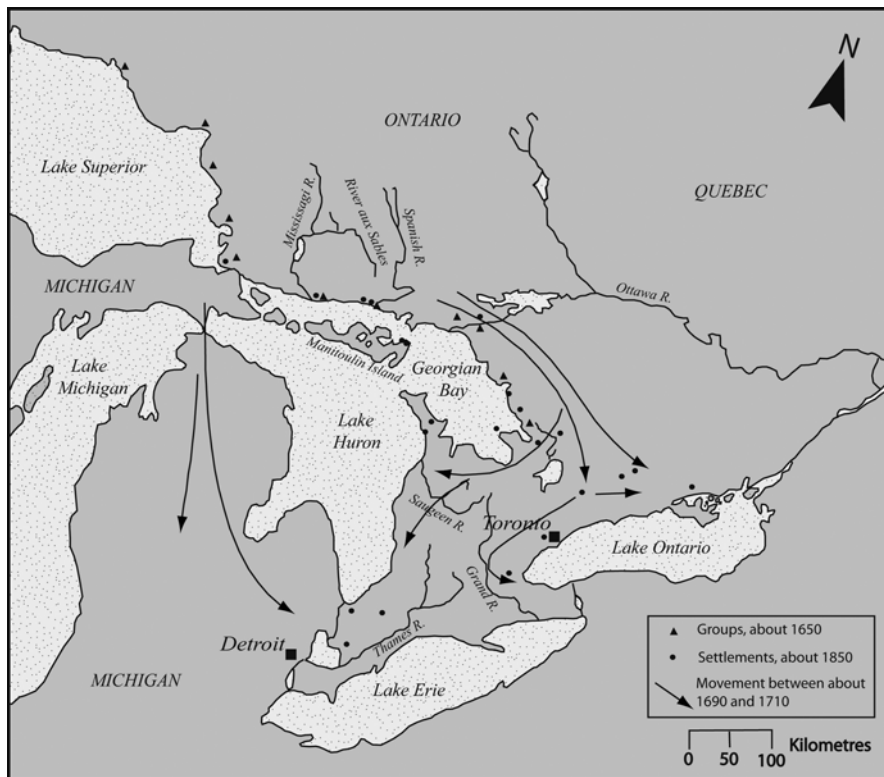 N
ONTARIO
Lake Superior
QUEBEC
Mississagi R.
River aux Sables
Spanish R.
MICHIGAN
Ottawa R.
Lake
Michigan
Manitoulin Island
Georgian
Bay
Lake
Huron
Saugeen R.
Toronto
Lake Ontario
Grand R.
Thames R.
Detroit
MICHIGAN
Lake Erie
Groups, about 1650
Settlements, about 1850
Movement between about
1690 and 1710
Kilometres
0 50 100